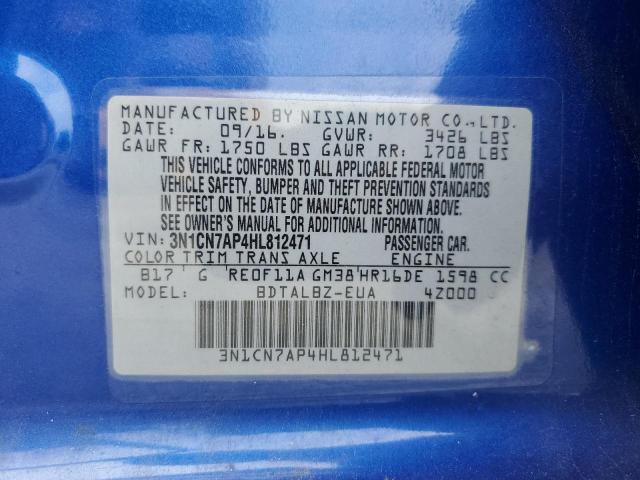 MANUFACTURED BY NISSAN MOTOR CO., LTD.
DATE: 09/16. GVWR: 3426 LBS
GAWR FR: 1750 LBS GAWR RR: 1708 LBS
THIS VEHICLE CONFORMS TO ALL APPLICABLE FEDERAL MOTOR
VEHICLE SAFETY, BUMPER AND THEFT PREVENTION STANDARDS
IN EFFECT ON THE DATE OF MANUFACTURE SHOWN ABOVE.
SEE OWNER'S MANUAL FOR ADDITIONAL INFORMATION.
VIN: 3N1CN7AP4HL812471 PASSENGER CAR.
COLOR TRIM TRANS AXLE ENGINE
B17 G RE0F11A GM38 HR16DE 1598 CC
MODEL: BDTALBZ-EUA 4Z000
3N1CN7AP4HL812471